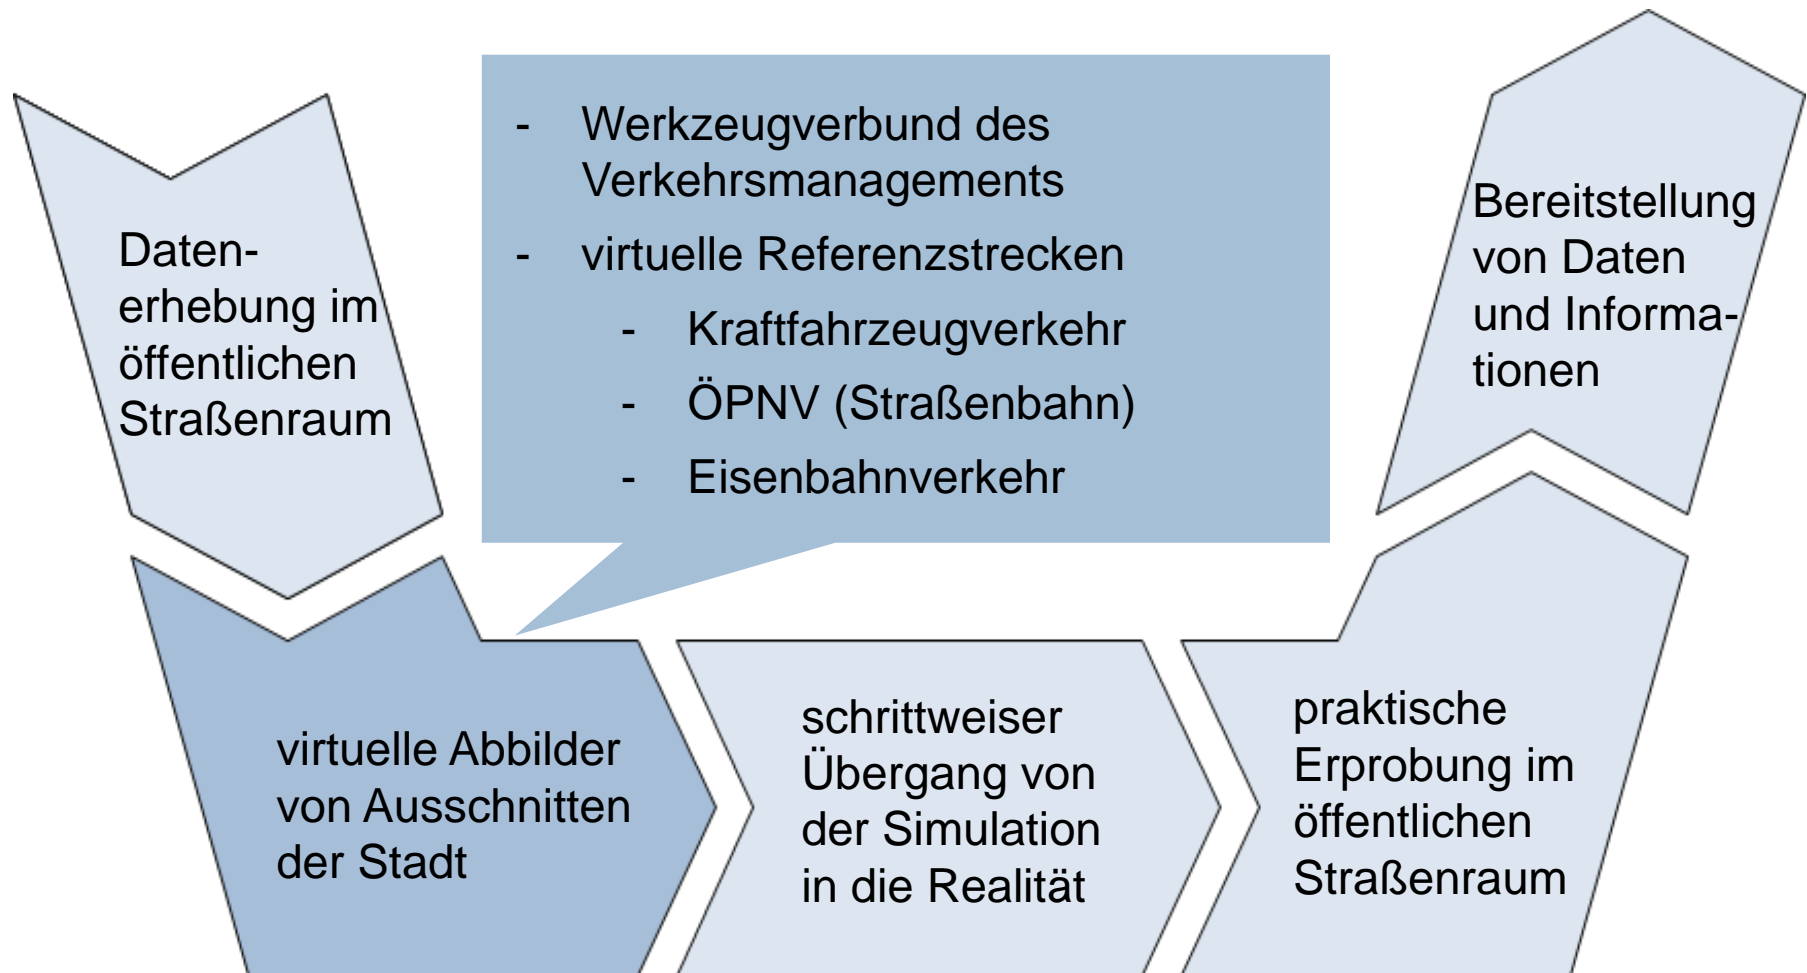 Daten-
erhebung im
öffentlichen
Straßenraum
- Werkzeugverbund des
Verkehrsmanagements
- virtuelle Referenzstrecken
- Kraftfahrzeugverkehr
- ÖPNV (Straßenbahn)
- Eisenbahnverkehr
Bereitstellung
von Daten
und Informa-
tionen
virtuelle Abbilder
von Ausschnitten
der Stadt
schrittweiser
Übergang von
der Simulation
in die Realität
praktische
Erprobung im
öffentlichen
Straßenraum